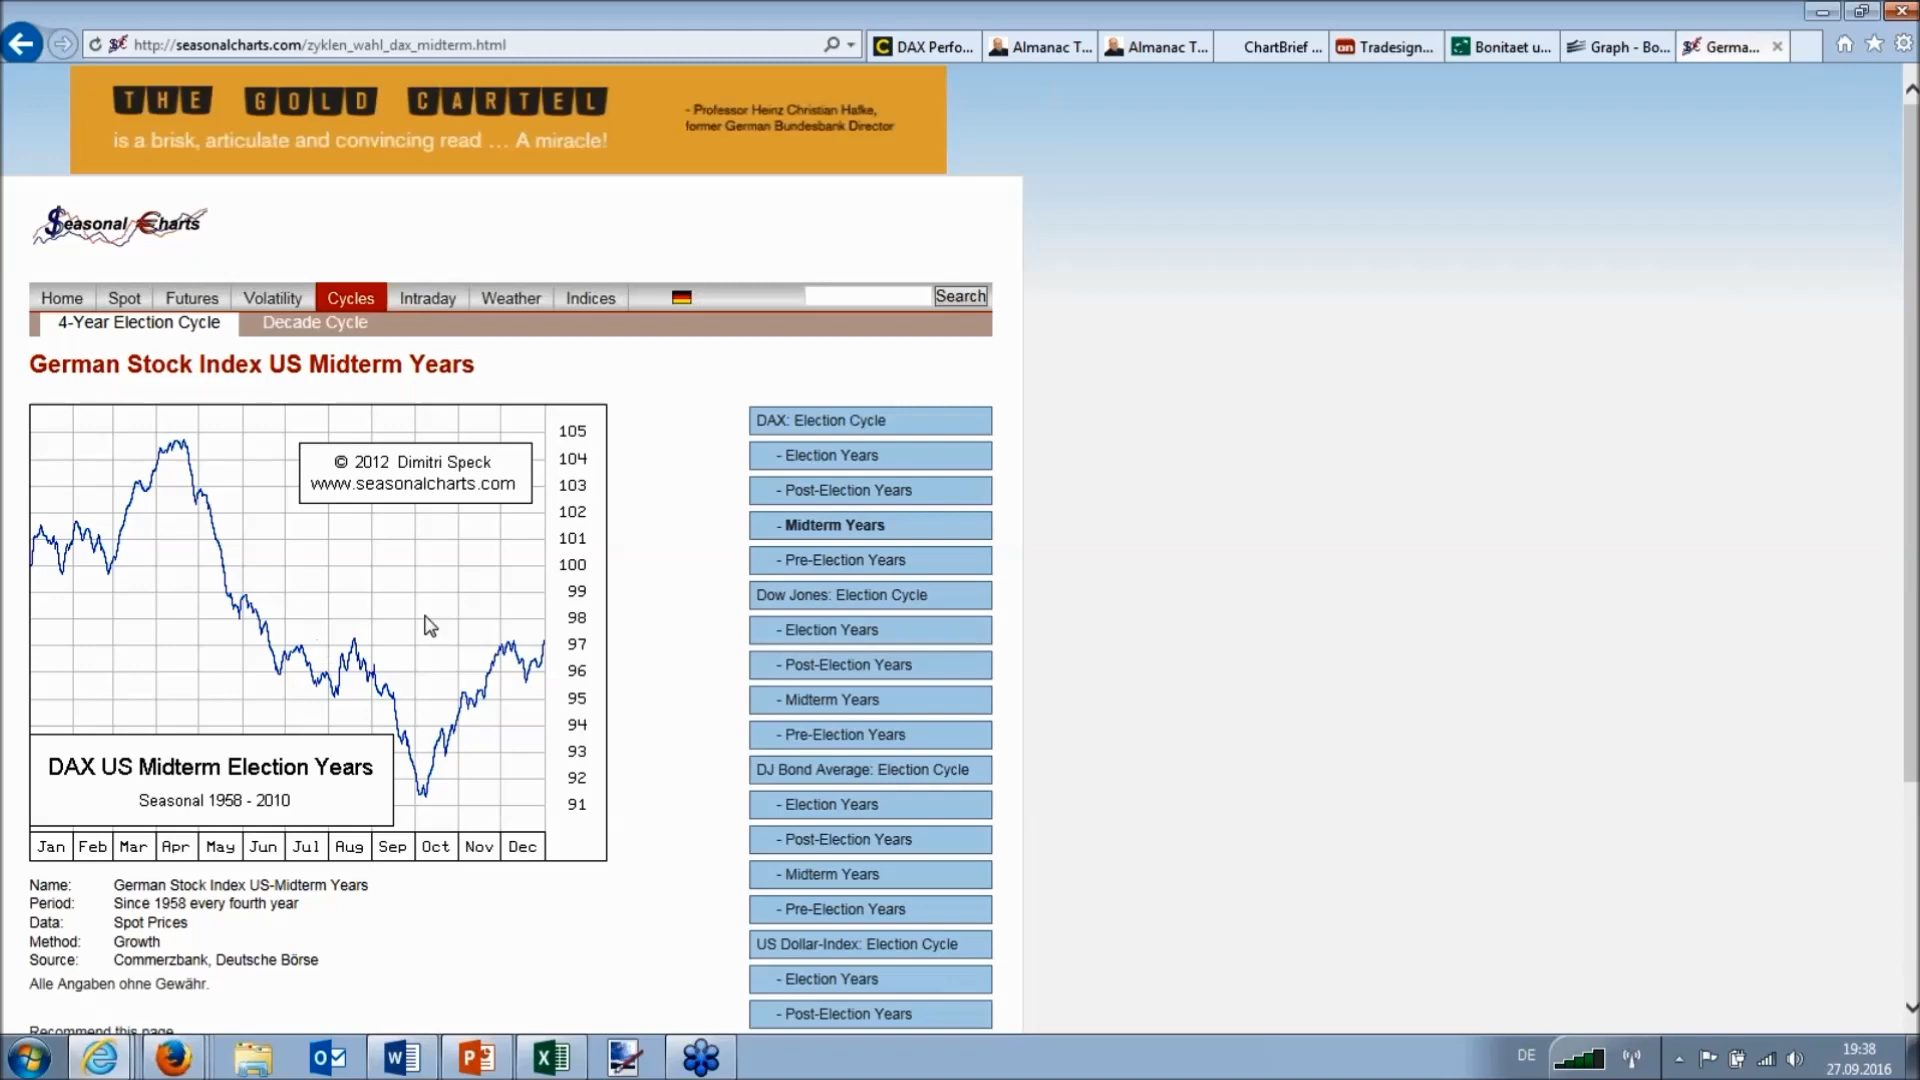 http://seasonalcharts.com/zyklen_wahl_dax_midterm.html
DAX Perfo...
Almanac T...
Almanac T...
ChartBrief ...
Tradesign...
Bonitaet u...
Graph - Bo...
Germa...
THE GOLD CARTEL
is a brisk, articulate and convincing read ... A miracle!
- Professor Heinz Christian Hafke,
former German Bundesbank Director
$easonal €harts
Home
Spot
Futures
Volatility
Cycles
Intraday
Weather
Indices
Search
4-Year Election Cycle
Decade Cycle
German Stock Index US Midterm Years
© 2012 Dimitri Speck
www.seasonalcharts.com
105
104
103
102
101
100
99
98
97
96
95
94
93
92
91
DAX US Midterm Election Years
Seasonal 1958 - 2010
Jan Feb Mar Apr May Jun Jul Aug Sep Oct Nov Dec
Name: German Stock Index US-Midterm Years
Period: Since 1958 every fourth year
Data: Spot Prices
Method: Growth
Source: Commerzbank, Deutsche Börse
Alle Angaben ohne Gewähr.
Recommend this page
DAX: Election Cycle
- Election Years
- Post-Election Years
- Midterm Years
- Pre-Election Years
Dow Jones: Election Cycle
- Election Years
- Post-Election Years
- Midterm Years
- Pre-Election Years
DJ Bond Average: Election Cycle
- Election Years
- Post-Election Years
- Midterm Years
- Pre-Election Years
US Dollar-Index: Election Cycle
- Election Years
- Post-Election Years
DE
19:38
27.09.2016